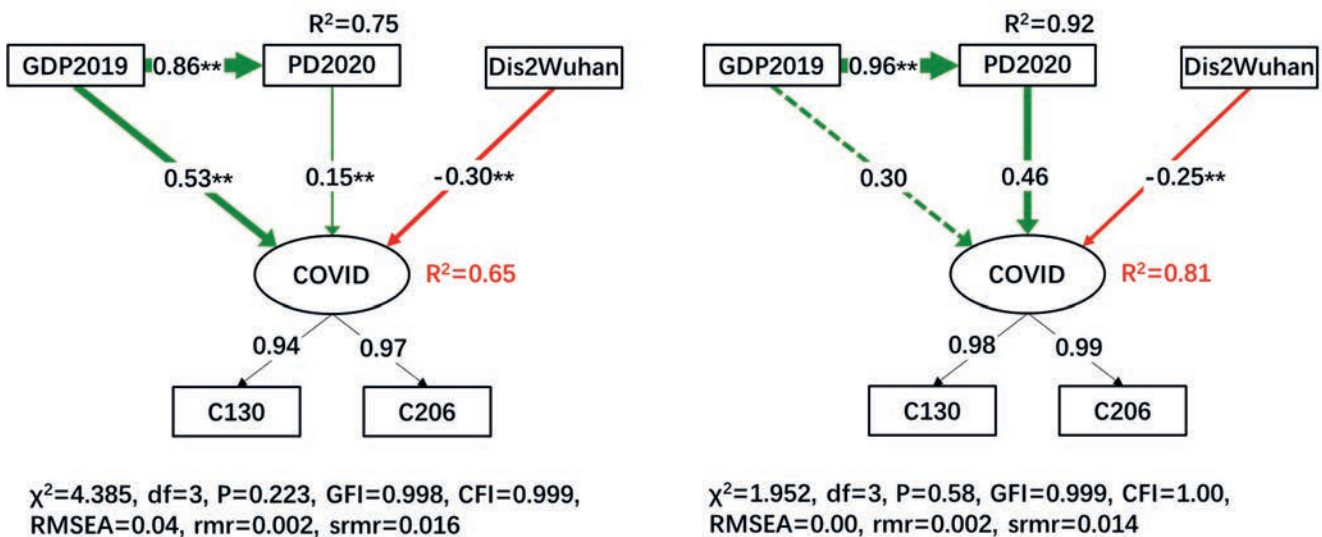 R²=0.75
GDP2019 0.86** PD2020 Dis2Wuhan
0.53** 0.15** -0.30**
COVID R²=0.65
0.94 0.97
C130 C206
χ²=4.385, df=3, P=0.223, GFI=0.998, CFI=0.999,
RMSEA=0.04, rmr=0.002, srmr=0.016
R²=0.92
GDP2019 0.96** PD2020 Dis2Wuhan
0.30 0.46 -0.25**
COVID R²=0.81
0.98 0.99
C130 C206
χ²=1.952, df=3, P=0.58, GFI=0.999, CFI=1.00,
RMSEA=0.00, rmr=0.002, srmr=0.014